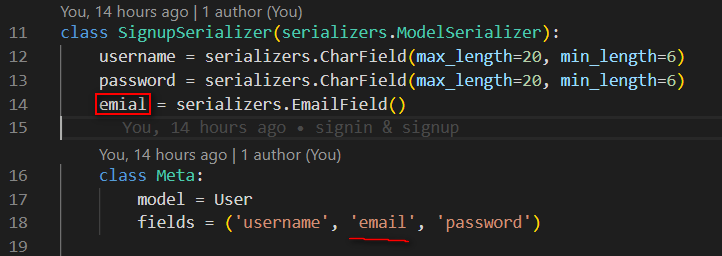 You, 14 hours ago | 1 author (You)
11 class SignupSerializer(serializers.ModelSerializer):
12 username = serializers.CharField(max_length=20, min_length=6)
13 password = serializers.CharField(max_length=20, min_length=6)
14 emial = serializers.EmailField()
15 You, 14 hours ago • signin & signup
You, 14 hours ago | 1 author (You)
16 class Meta:
17 model = User
18 fields = ('username', 'email', 'password')
19